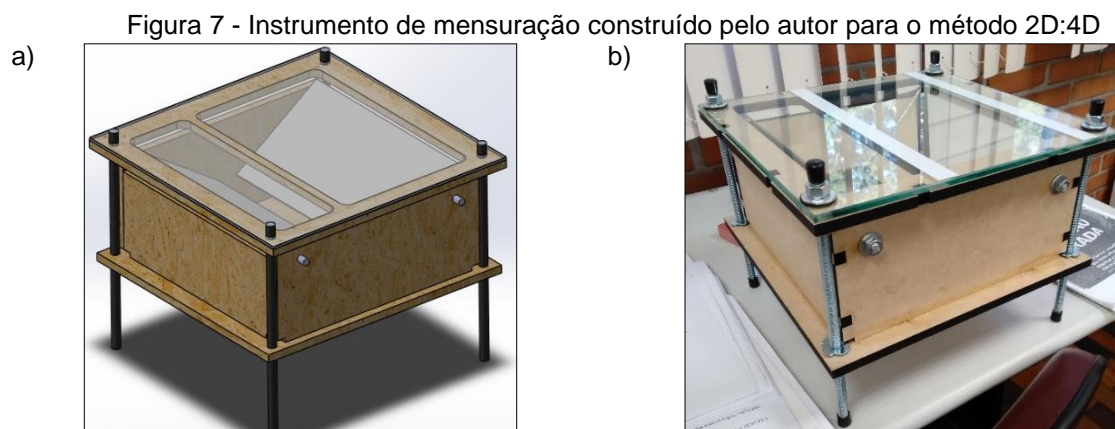 Figura 7 - Instrumento de mensuração construído pelo autor para o método 2D:4D
a)
b)